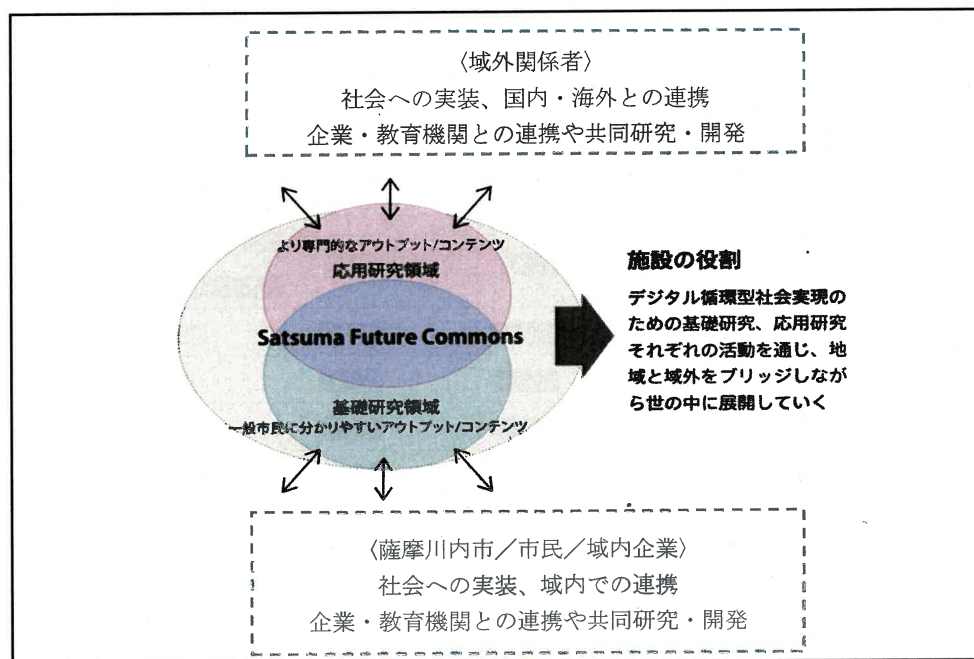 〈域外関係者〉
社会への実装、国内・海外との連携
企業・教育機関との連携や共同研究・開発
より専門的なアウトプット/コンテンツ
応用研究領域
Satsuma Future Commons
基礎研究領域
一般市民に分かりやすいアウトプット/コンテンツ
施設の役割
デジタル循環型社会実現の
ための基礎研究、応用研究
それぞれの活動を通じ、地
域と域外をブリッジしなが
ら世の中に展開していく
〈薩摩川内市／市民／域内企業〉
社会への実装、域内での連携
企業・教育機関との連携や共同研究・開発